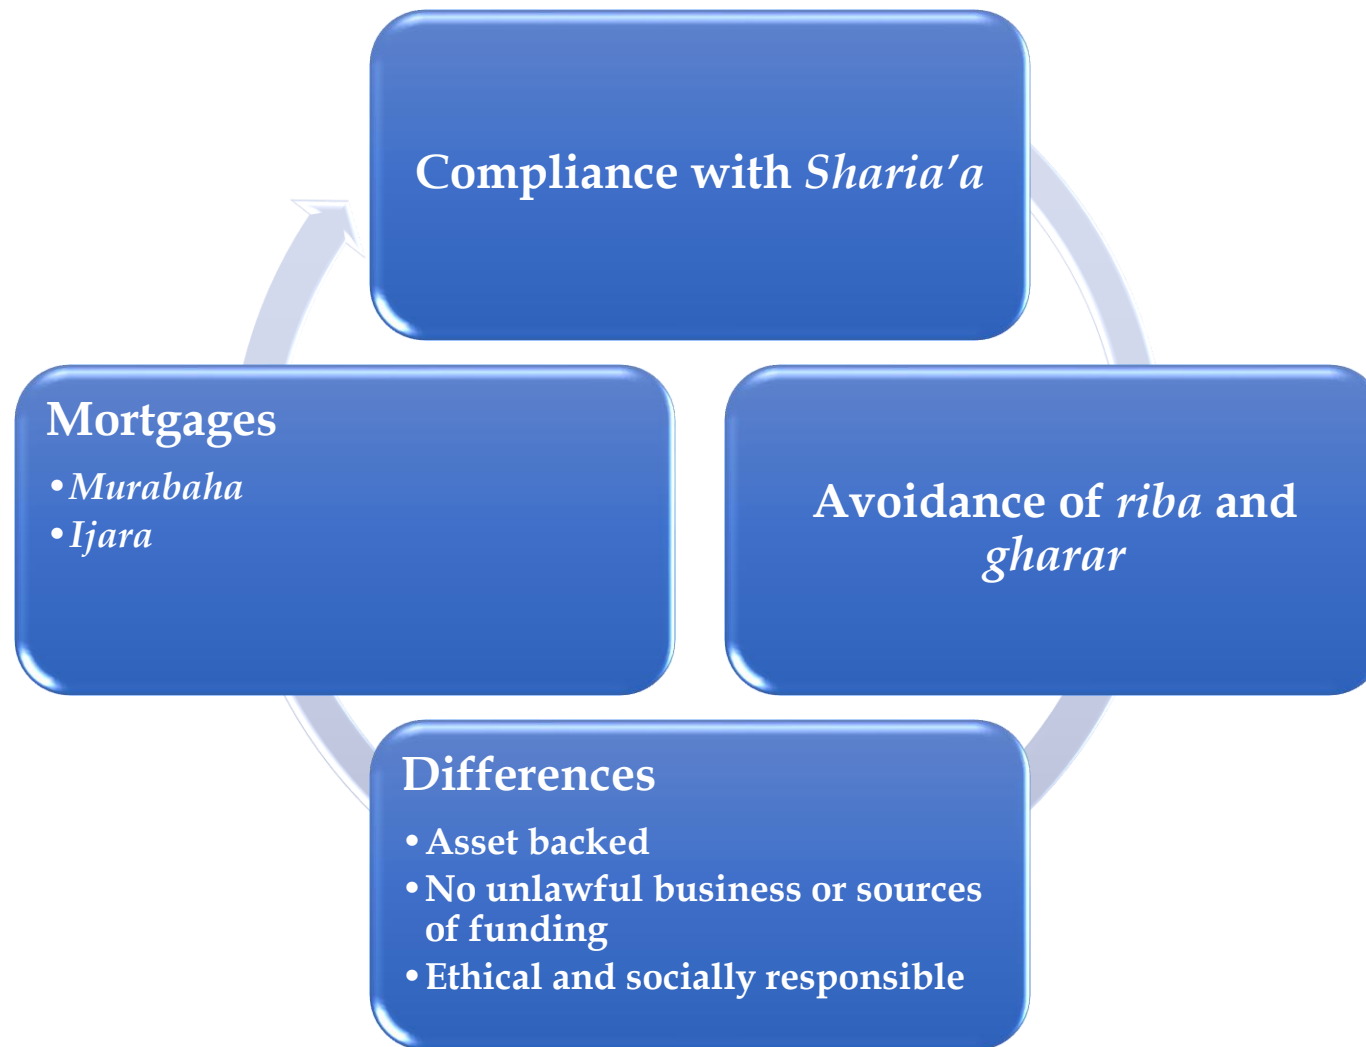 Compliance with Sharia’a
Avoidance of riba and
gharar
Differences
•Asset backed
•No unlawful business or sources
of funding
•Ethical and socially responsible
Mortgages
•Murabaha
•Ijara